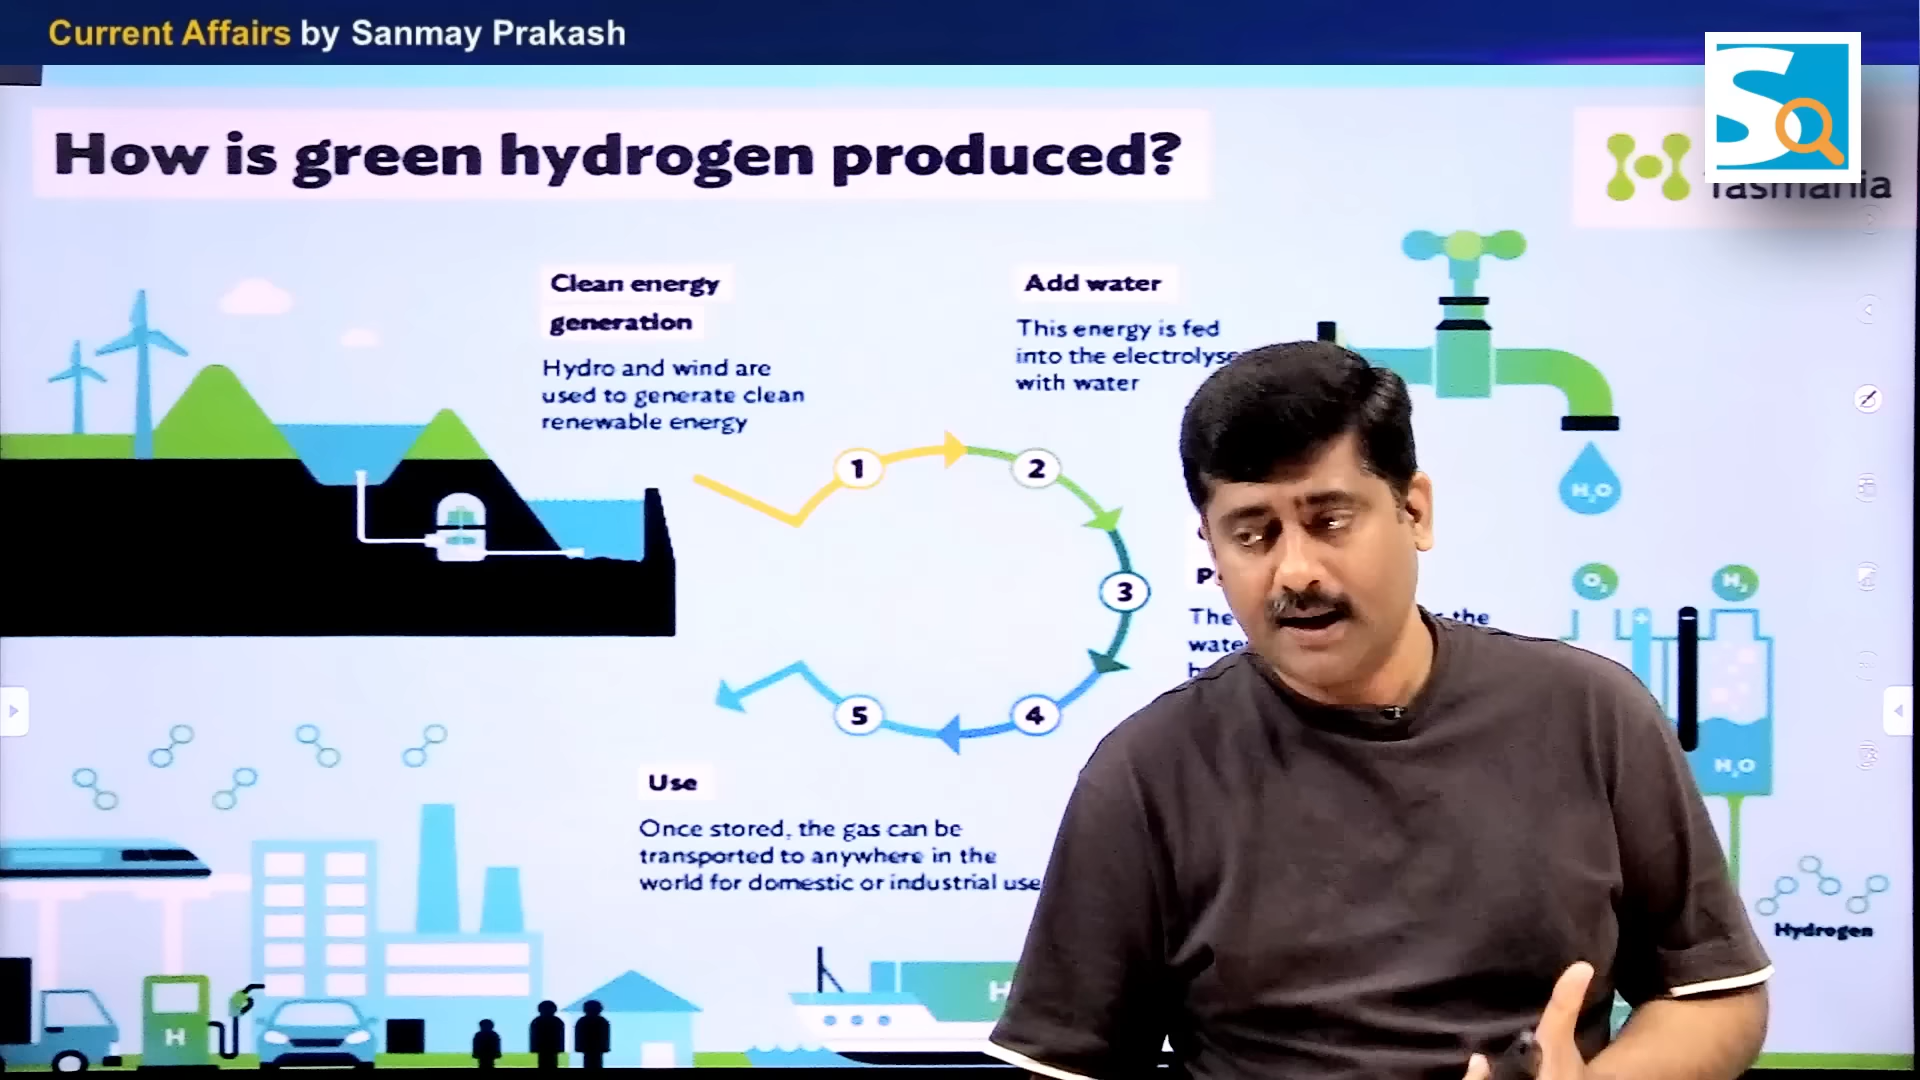 Current Affairs by Sanmay Prakash
How is green hydrogen produced?
Tasmania
Clean energy
generation
Hydro and wind are
used to generate clean
renewable energy
Add water
This energy is fed
into the electrolyse
with water
1
2
3
4
5
H₂O
O₂
H₂
The
the
H₂O
Use
Once stored, the gas can be
transported to anywhere in the
world for domestic or industrial use
Hydrogen
H
H